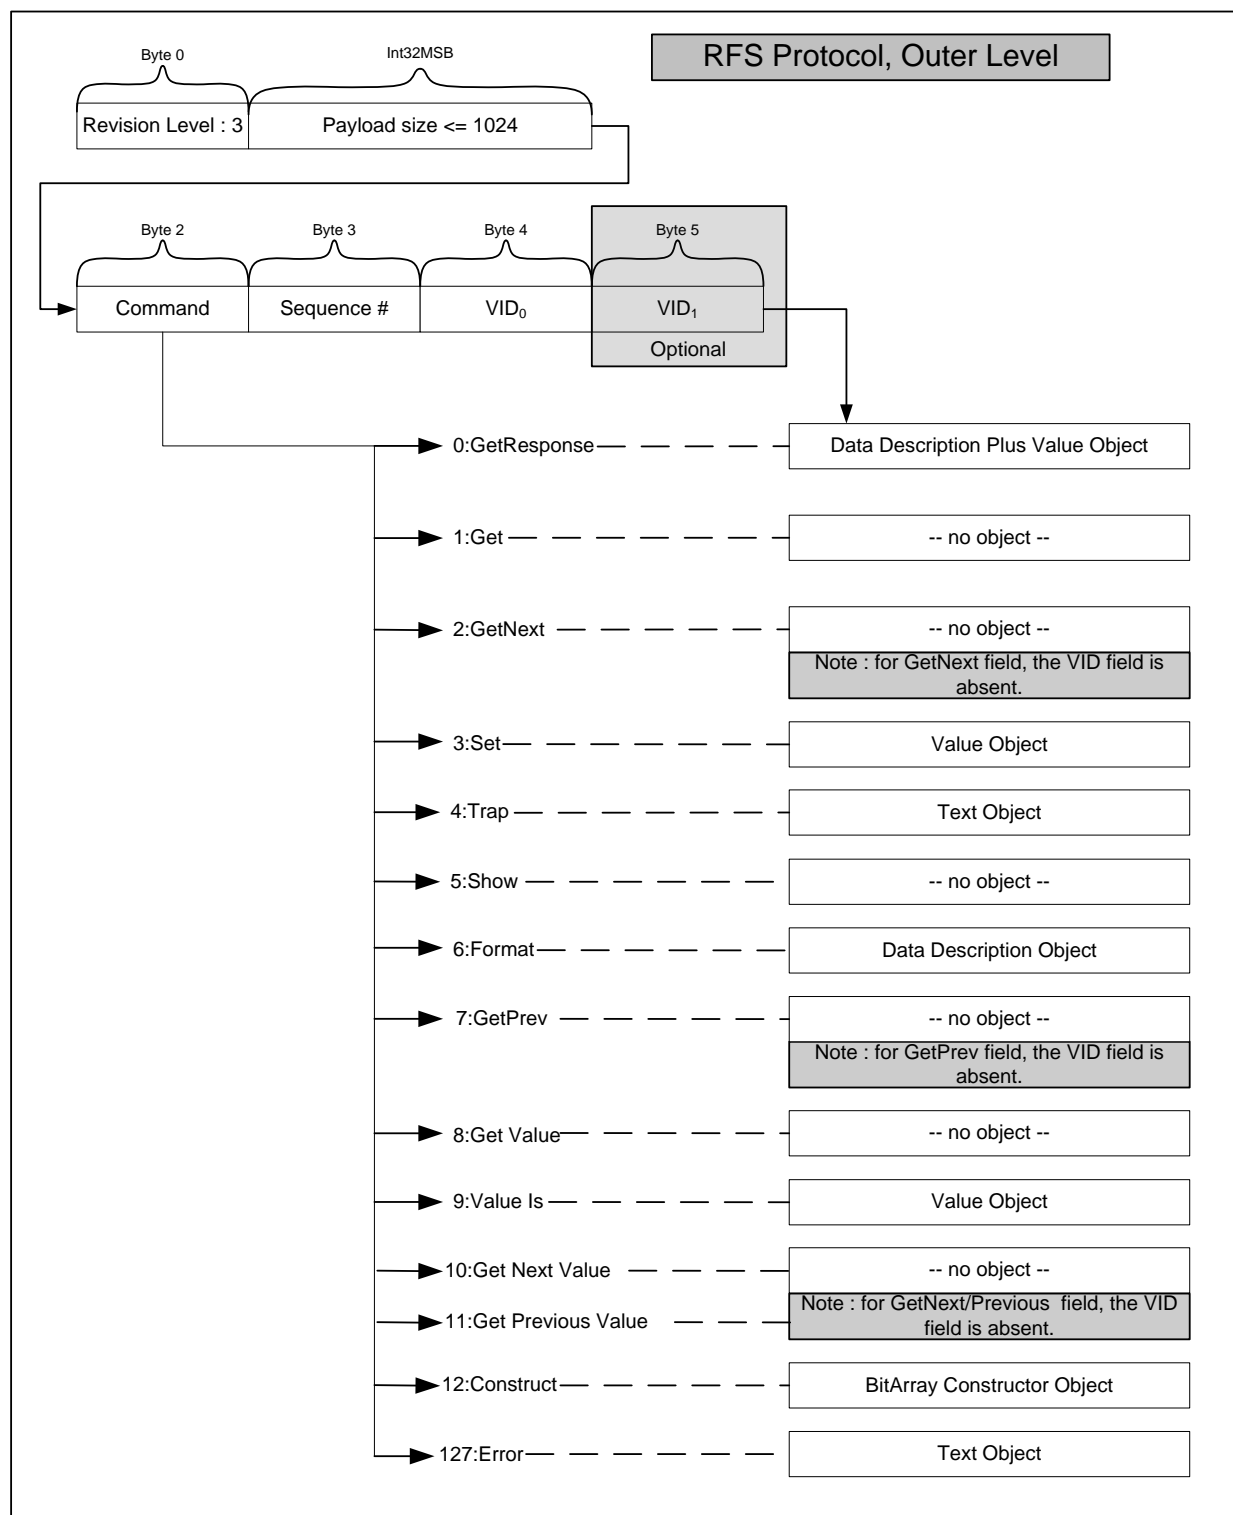 RFS Protocol, Outer Level
Byte 0
Int32MSB
Revision Level : 3
Payload size <= 1024
Byte 2
Byte 3
Byte 4
Byte 5
Command
Sequence #
VID₀
VID₁
Optional
0:GetResponse
Data Description Plus Value Object
1:Get
-- no object --
2:GetNext
-- no object --
Note : for GetNext field, the VID field is
absent.
3:Set
Value Object
4:Trap
Text Object
5:Show
-- no object --
6:Format
Data Description Object
7:GetPrev
-- no object --
Note : for GetPrev field, the VID field is
absent.
8:Get Value
-- no object --
9:Value Is
Value Object
10:Get Next Value
-- no object --
11:Get Previous Value
Note : for GetNext/Previous  field, the VID
field is absent.
12:Construct
BitArray Constructor Object
127:Error
Text Object